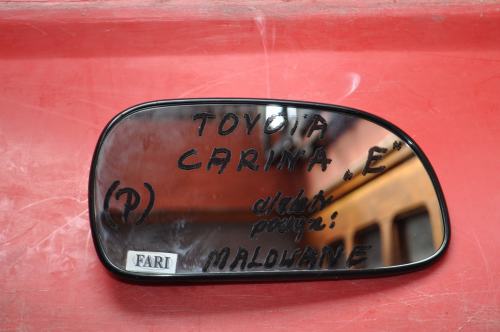 TOYOTA
CARINA „E"
(P)
MALOWANE
FARI